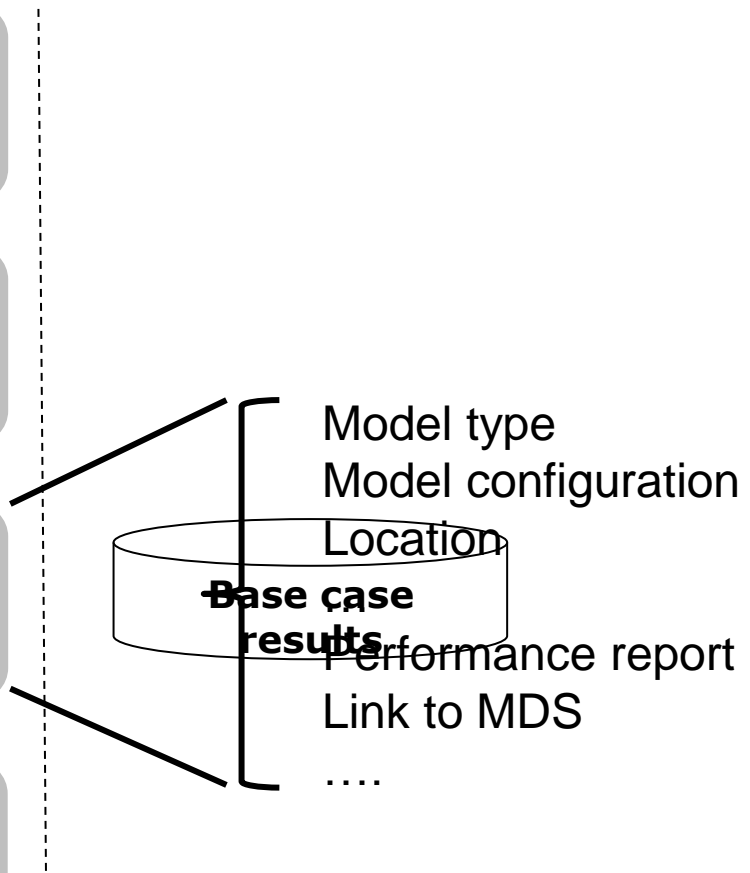 Model type
Model configuration
Location
...
Performance report
Link to MDS
....
Base case
results